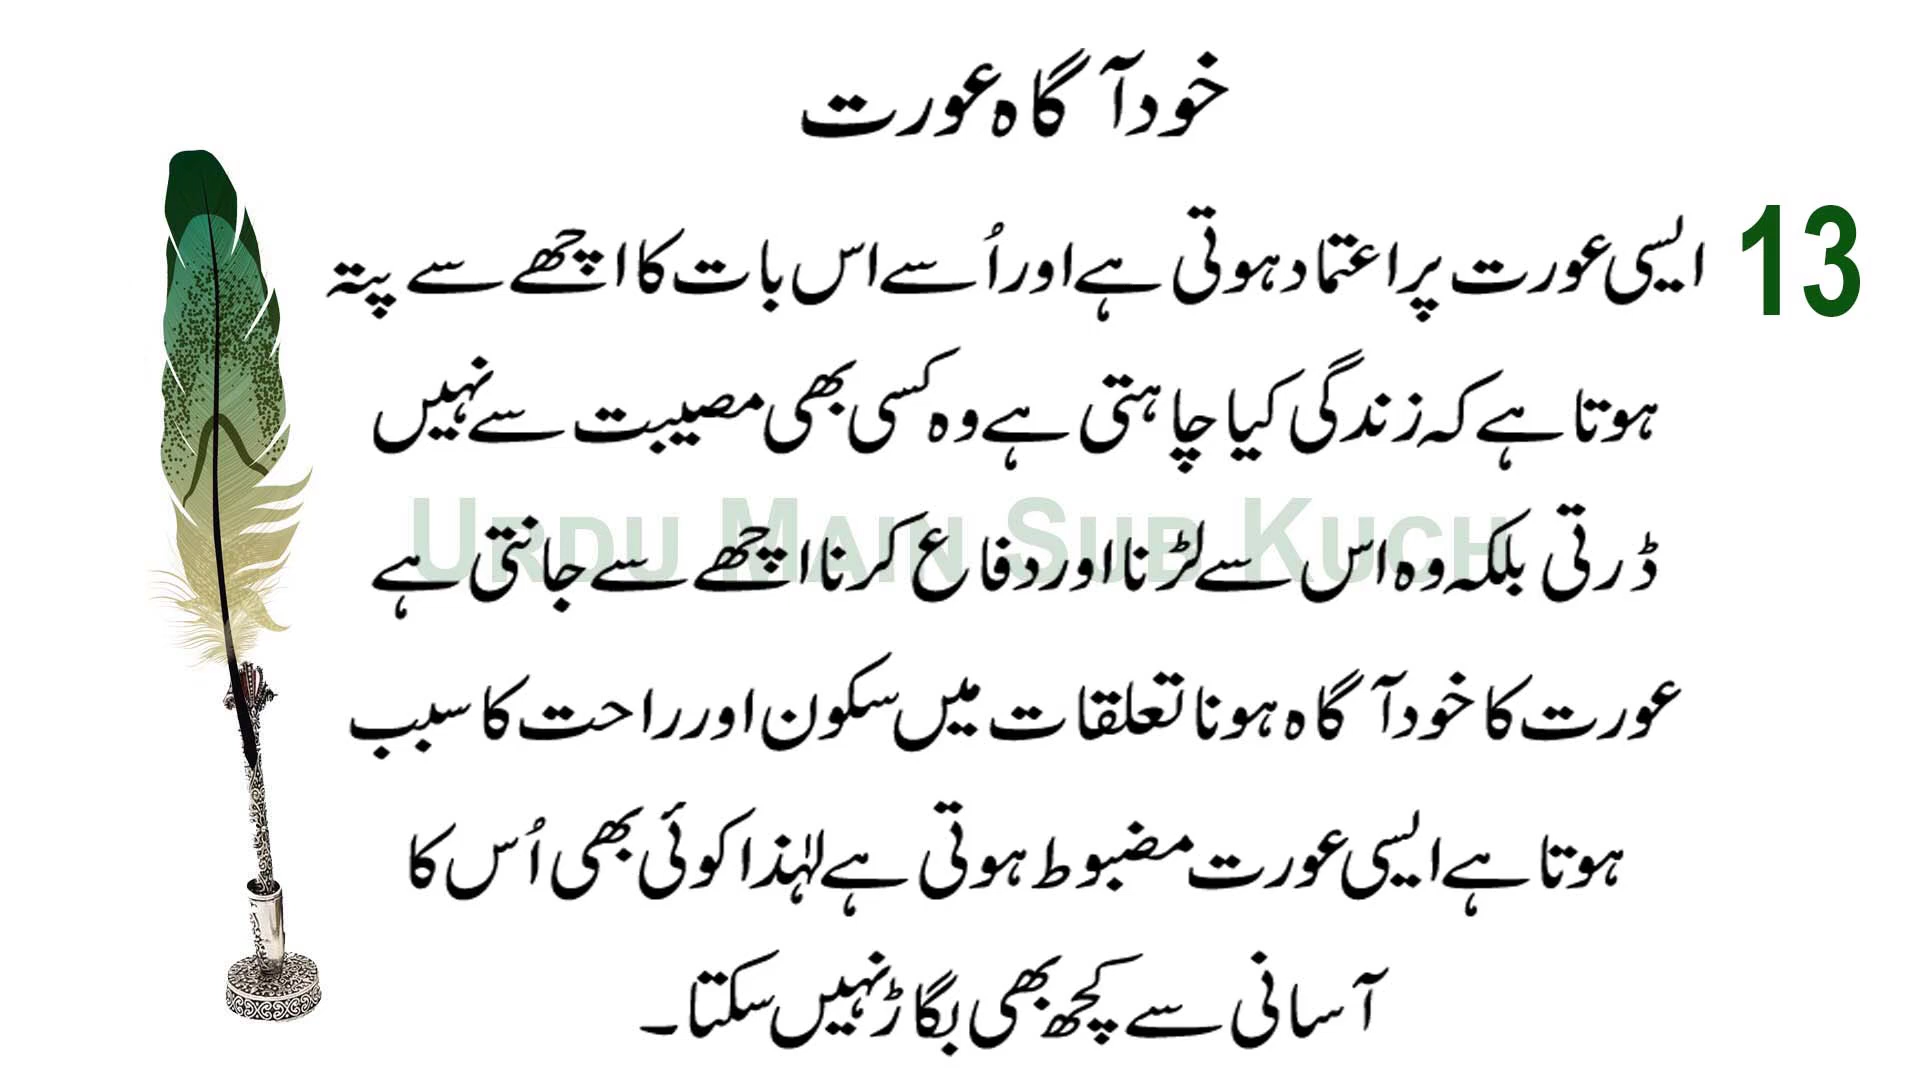 خود آگاہ عورت
13
ایسی عورت پر اعتماد ہوتی ہے اور اُسے اس بات کا اچھے سے پتہ
ہوتا ہے کہ زندگی کیا چاہتی ہے وہ کسی بھی مصیبت سے نہیں
ڈرتی بلکہ وہ اس سے لڑنا اور دفاع کرنا اچھے سے جانتی ہے
URDU MAIN SUB KUCH
عورت کا خود آگاہ ہونا تعلقات میں سکون اور راحت کا سبب
ہوتا ہے ایسی عورت مضبوط ہوتی ہے لہٰذا کوئی بھی اُس کا
آسانی سے کچھ بھی بگاڑ نہیں سکتا۔